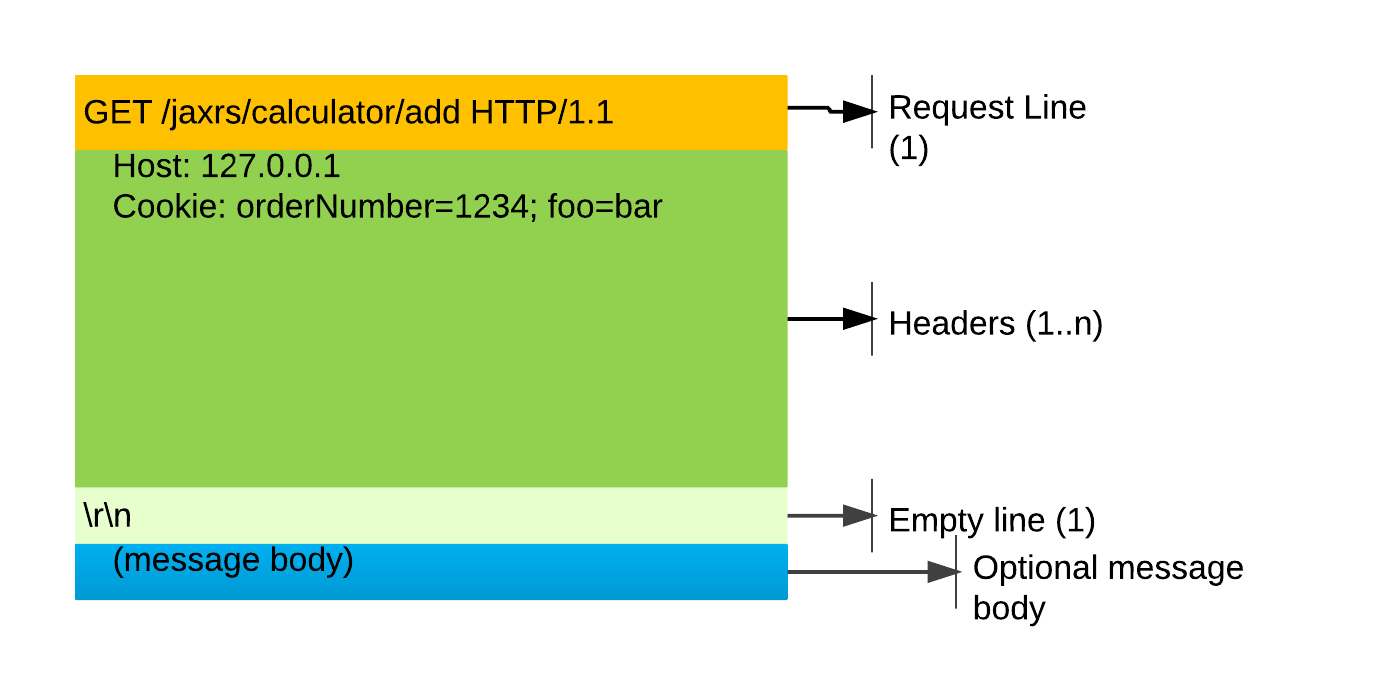 GET /jaxrs/calculator/add HTTP/1.1
Request Line
(1)
Host: 127.0.0.1
Cookie: orderNumber=1234; foo=bar
Headers (1..n)
\r\n
Empty line (1)
(message body)
Optional message
body